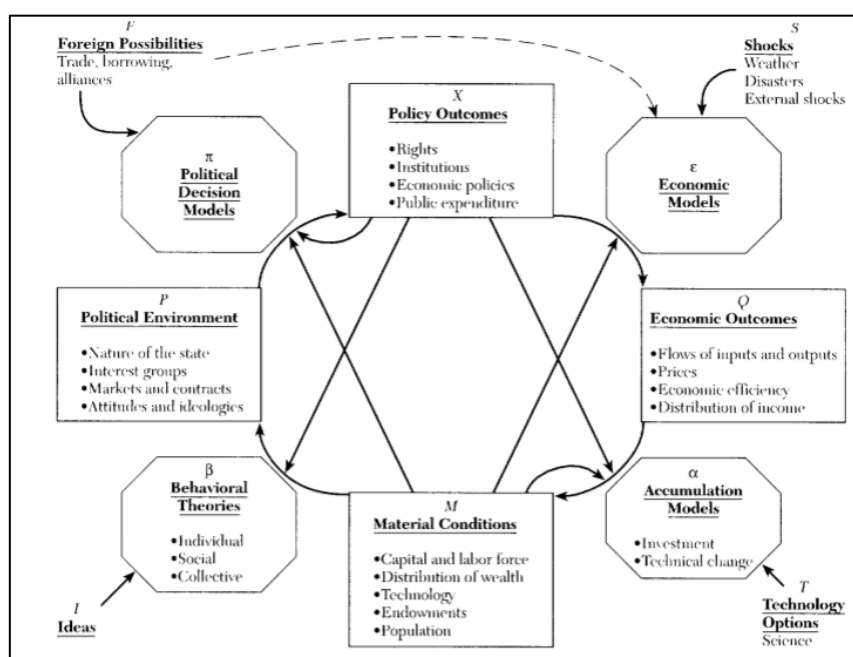 F
Foreign Possibilities
Trade, borrowing,
alliances
S
Shocks
Weather
Disasters
External shocks
X
Policy Outcomes
•Rights
•Institutions
•Economic policies
•Public expenditure
π
Political
Decision
Models
ε
Economic
Models
P
Political Environment
•Nature of the state
•Interest groups
•Markets and contracts
•Attitudes and ideologies
Q
Economic Outcomes
•Flows of inputs and outputs
•Prices
•Economic efficiency
•Distribution of income
β
Behavioral
Theories
•Individual
•Social
•Collective
M
Material Conditions
•Capital and labor force
•Distribution of wealth
•Technology
•Endowments
•Population
α
Accumulation
Models
•Investment
•Technical change
I
Ideas
T
Technology
Options
Science